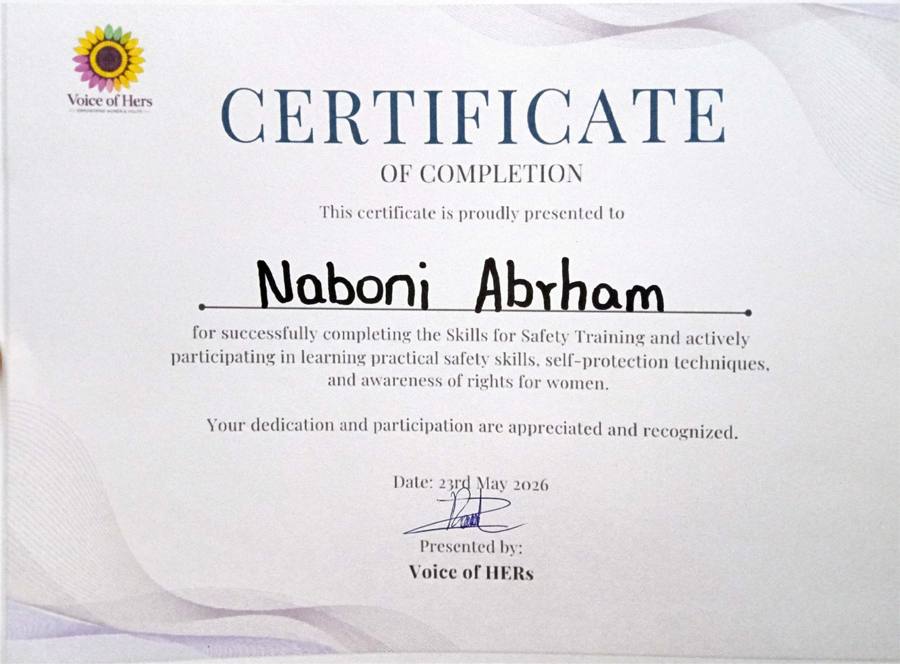 Voice of Hers
CERTIFICATE
OF COMPLETION
This certificate is proudly presented to
Naboni Abrham
for successfully completing the Skills for Safety Training and actively
participating in learning practical safety skills, self-protection techniques,
and awareness of rights for women.
Your dedication and participation are appreciated and recognized.
Date: 23rd May 2026
Presented by:
Voice of HERs